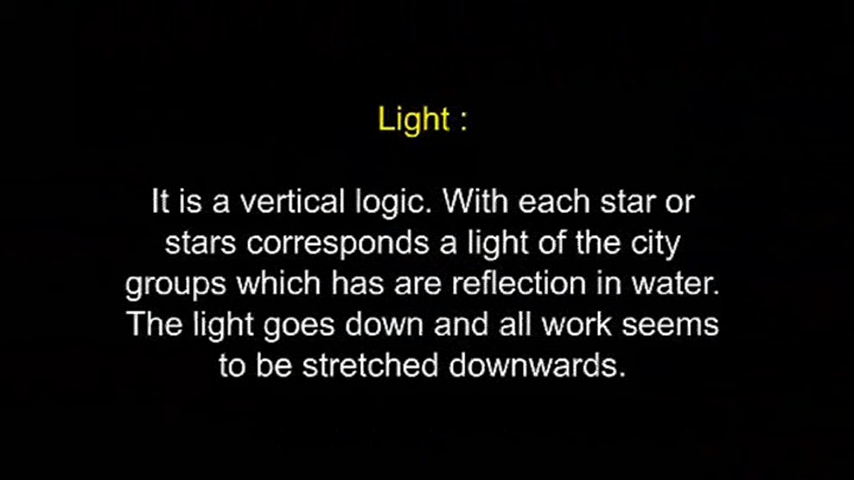 Light :
It is a vertical logic. With each star or
stars corresponds a light of the city
groups which has are reflection in water.
The light goes down and all work seems
to be stretched downwards.